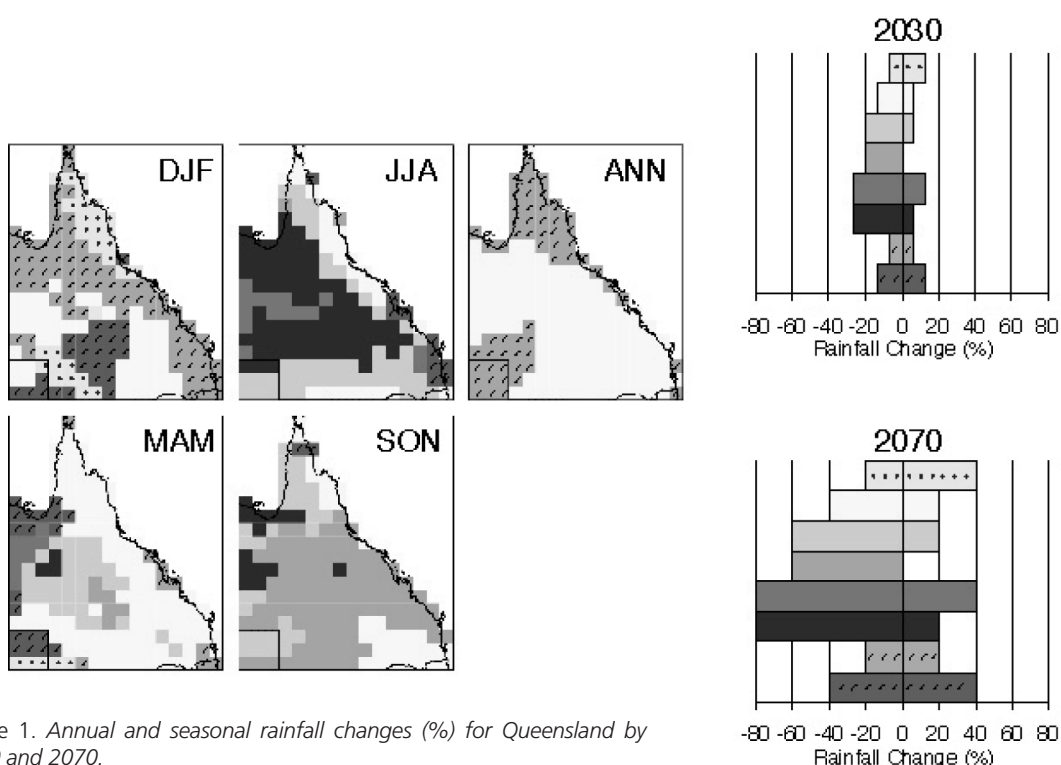 2030
DJF
JJA
ANN
-80 -60 -40 -20 0 20 40 60 80
Rainfall Change (%)
MAM
SON
2070
-80 -60 -40 -20 0 20 40 60 80
Rainfall Change (%)
e 1. Annual and seasonal rainfall changes (%) for Queensland by
and 2070.